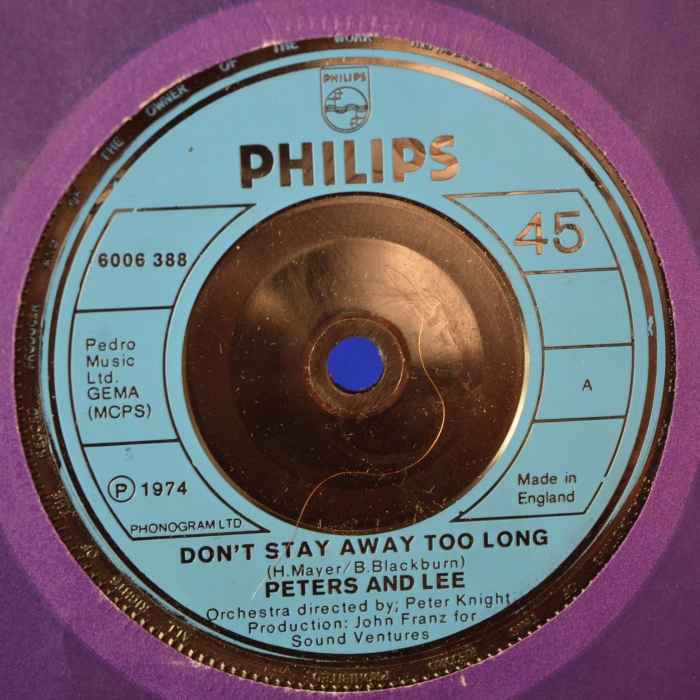 OF THE OWNER OF THE WORK
PHILIPS
PHILIPS
6006 388
45
Pedro
Music
Ltd.
GEMA
(MCPS)
A
Ⓟ 1974
PHONOGRAM LTD.
Made in
England
DON'T STAY AWAY TOO LONG
(H.Mayer/B.Blackburn)
PETERS AND LEE
Orchestra directed by; Peter Knight
Production: John Franz for
Sound Ventures